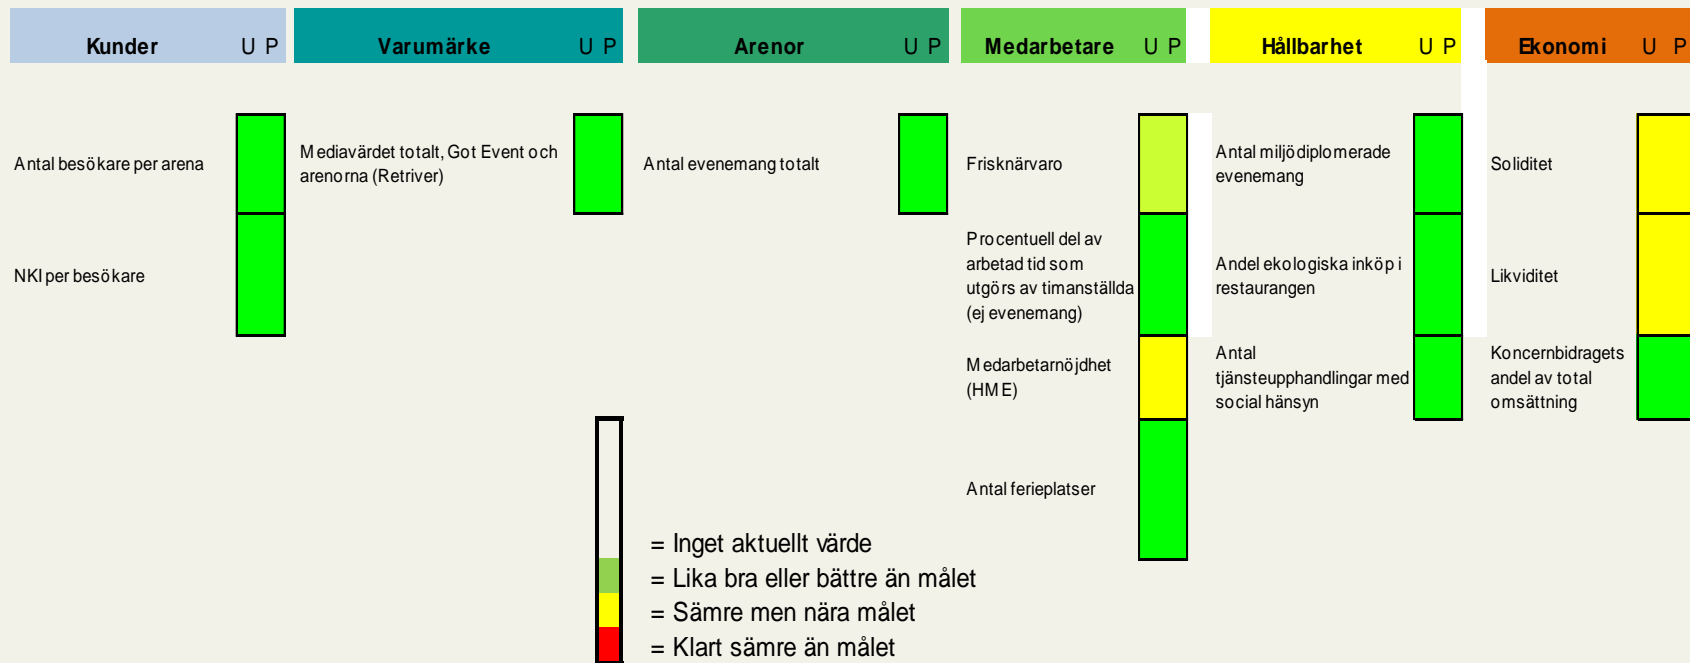 Kunder U P
Varumärke U P
Arenor U P
Medarbetare U P
Hållbarhet U P
Ekonomi U P
Antal besökare per arena
Mediavärdet totalt, Got Event och
arenorna (Retriver)
Antal evenemang totalt
Frisknärvaro
Antal miljödiplomerade
evenemang
Soliditet
NKI per besökare
Procentuell del av
arbetad tid som
utgörs av timanställda
(ej evenemang)
Andel ekologiska inköp i
restaurangen
Likviditet
Medarbetarnöjdhet
(HME)
Antal
tjänsteupphandlingar med
social hänsyn
Koncernbidragets
andel av total
omsättning
Antal ferieplatser
= Inget aktuellt värde
= Lika bra eller bättre än målet
= Sämre men nära målet
= Klart sämre än målet